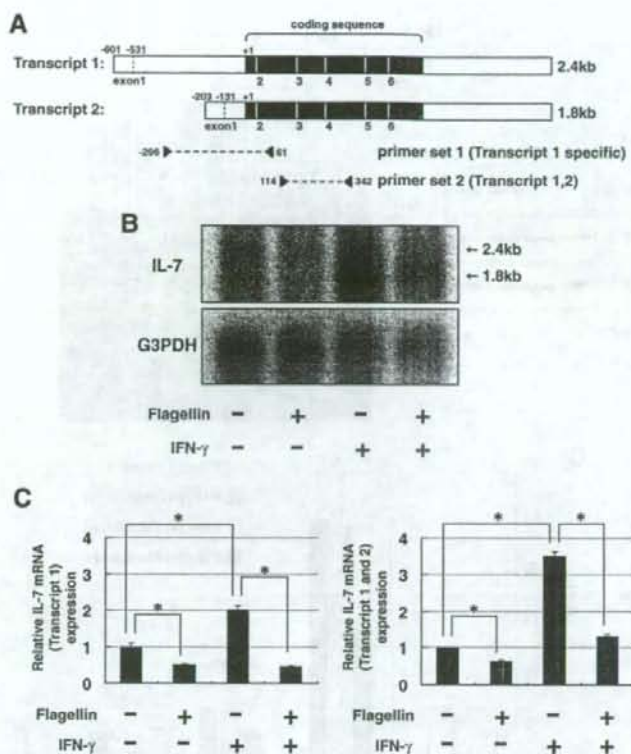 A
coding sequence
-601 -531 +1
Transcript 1: 2.4kb
exon1 2 3 4 5 6
-203 -131 +1
Transcript 2: 1.8kb
exon1 2 3 4 5 6
-266 61 primer set 1 (Transcript 1 specific)
114 342 primer set 2 (Transcript 1,2)
B
IL-7
← 2.4kb
← 1.8kb
G3PDH
Flagellin − + − +
IFN-γ − − + +
C
Relative IL-7 mRNA
(Transcript 1)
expression
4
3
2
1
0
* * *
Flagellin − + − +
IFN-γ − − + +
Relative IL-7 mRNA
(Transcript 1 and 2)
expression
4
3
2
1
0
* * *
Flagellin − + − +
IFN-γ − − + +